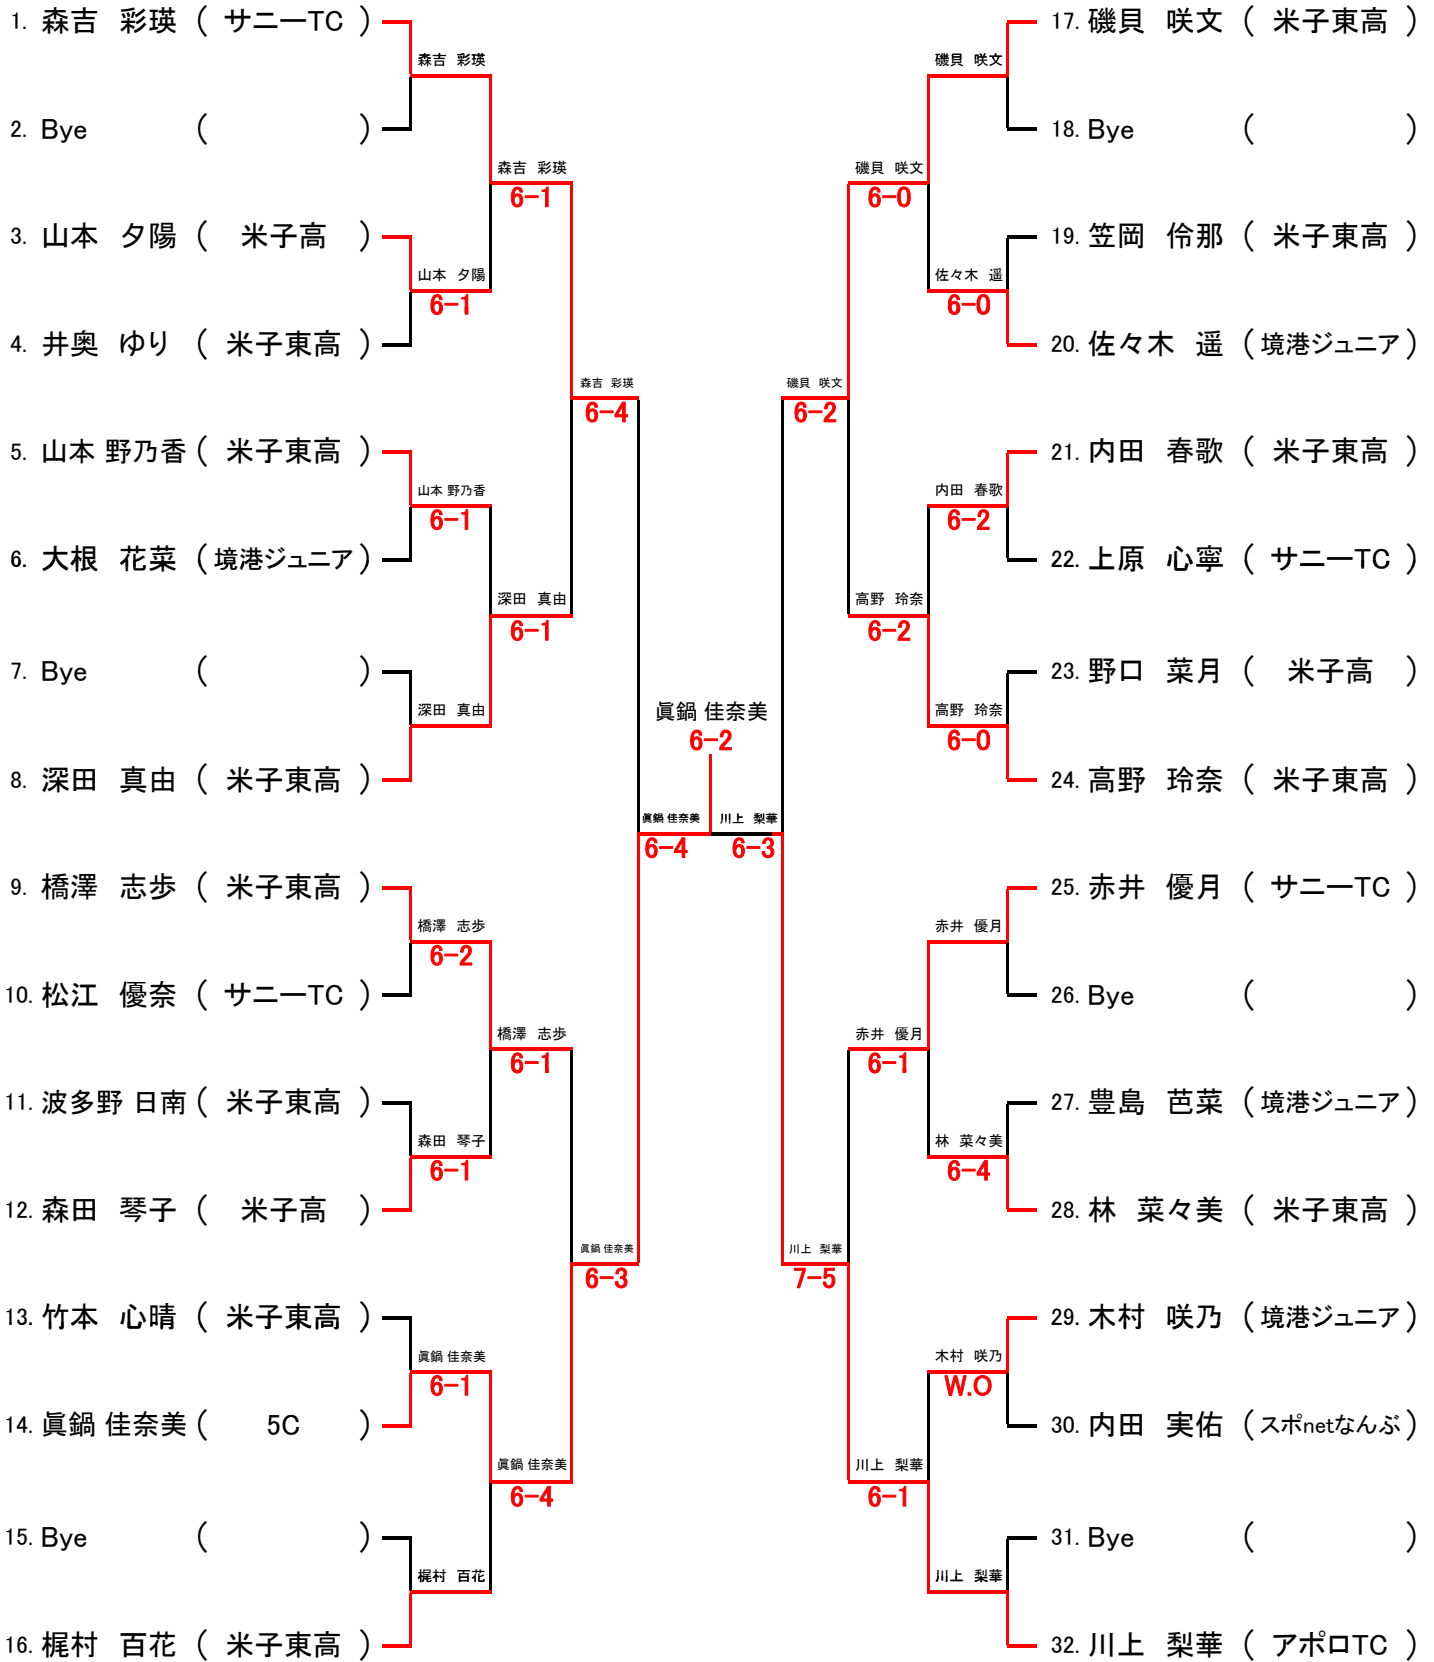 1. 森吉 彩瑛 ( サニーTC )
2. Bye ( )
3. 山本 夕陽 ( 米子高 )
4. 井奥 ゆり ( 米子東高 )
5. 山本 野乃香 ( 米子東高 )
6. 大根 花菜 ( 境港ジュニア )
7. Bye ( )
8. 深田 真由 ( 米子東高 )
9. 橋澤 志歩 ( 米子東高 )
10. 松江 優奈 ( サニーTC )
11. 波多野 日南 ( 米子東高 )
12. 森田 琴子 ( 米子高 )
13. 竹本 心晴 ( 米子東高 )
14. 眞鍋 佳奈美 ( 5C )
15. Bye ( )
16. 梶村 百花 ( 米子東高 )
森吉 彩瑛
山本 夕陽
6-1
山本 野乃香
6-1
深田 真由
橋澤 志歩
6-2
森田 琴子
6-1
眞鍋 佳奈美
6-1
梶村 百花
森吉 彩瑛
6-1
深田 真由
6-1
橋澤 志歩
6-1
眞鍋 佳奈美
6-4
森吉 彩瑛
6-4
眞鍋 佳奈美
6-3
眞鍋 佳奈美
6-4
眞鍋 佳奈美
6-2
川上 梨華
6-3
磯貝 咲文
6-2
川上 梨華
7-5
磯貝 咲文
6-0
高野 玲奈
6-2
赤井 優月
6-1
川上 梨華
6-1
磯貝 咲文
佐々木 遥
6-0
内田 春歌
6-2
高野 玲奈
6-0
赤井 優月
林 菜々美
6-4
木村 咲乃
W.O
川上 梨華
17. 磯貝 咲文 ( 米子東高 )
18. Bye ( )
19. 笠岡 伶那 ( 米子東高 )
20. 佐々木 遥 ( 境港ジュニア )
21. 内田 春歌 ( 米子東高 )
22. 上原 心寧 ( サニーTC )
23. 野口 菜月 ( 米子高 )
24. 高野 玲奈 ( 米子東高 )
25. 赤井 優月 ( サニーTC )
26. Bye ( )
27. 豊島 芭菜 ( 境港ジュニア )
28. 林 菜々美 ( 米子東高 )
29. 木村 咲乃 ( 境港ジュニア )
30. 内田 実佑 ( スポnetなんぶ )
31. Bye ( )
32. 川上 梨華 ( アポロTC )